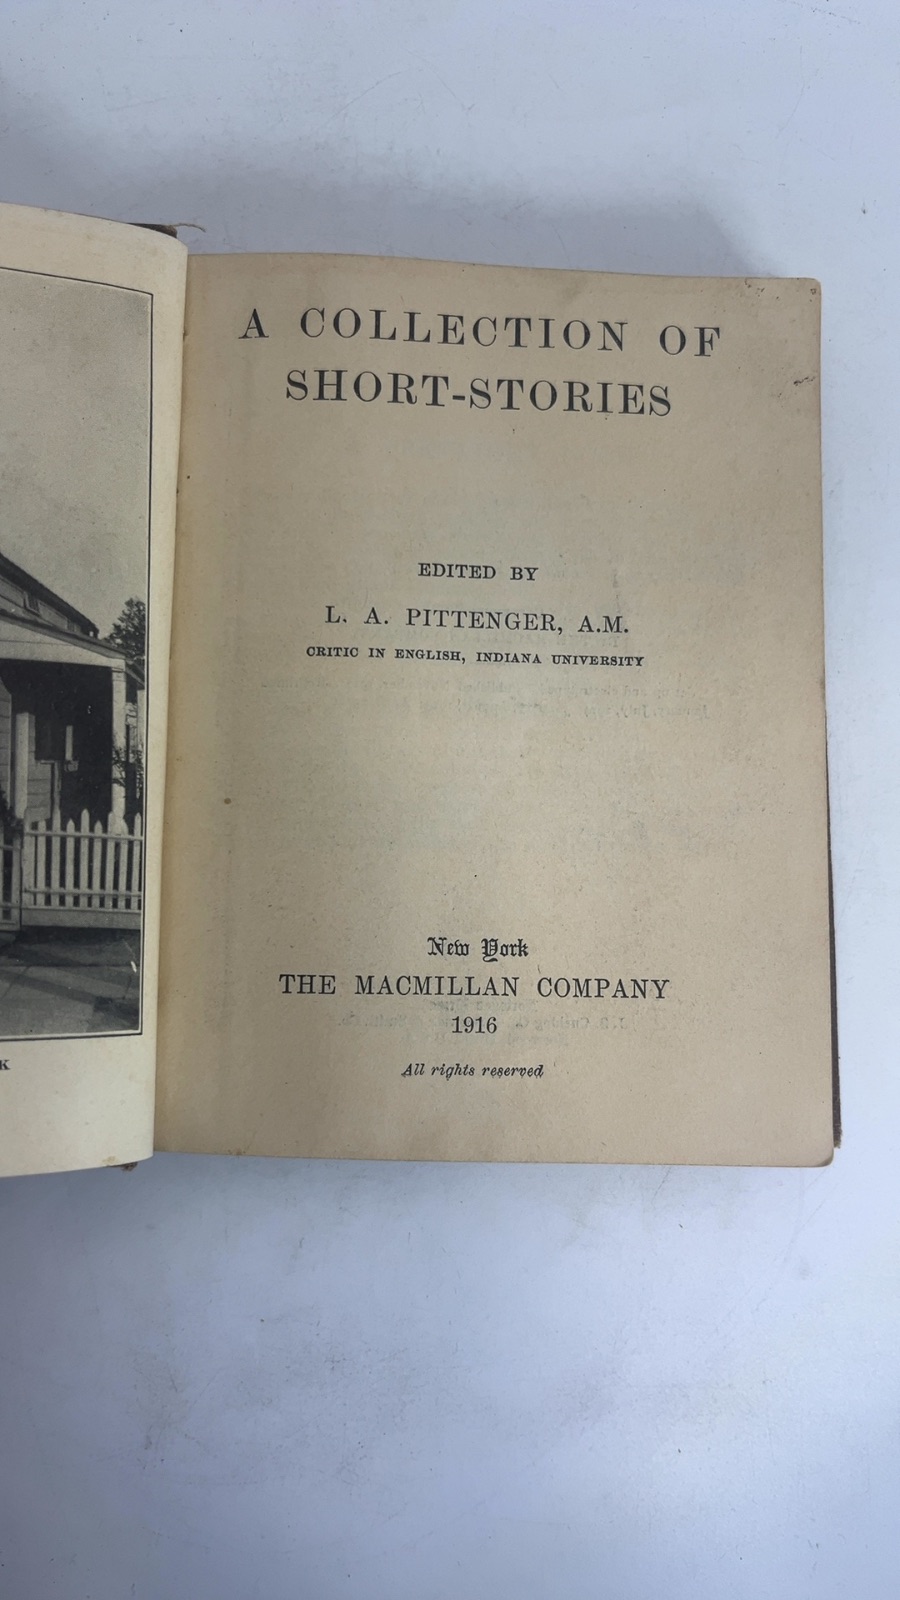 A COLLECTION OF
SHORT-STORIES
EDITED BY
L. A. PITTENGER, A.M.
CRITIC IN ENGLISH, INDIANA UNIVERSITY
New York
THE MACMILLAN COMPANY
1916
All rights reserved
K